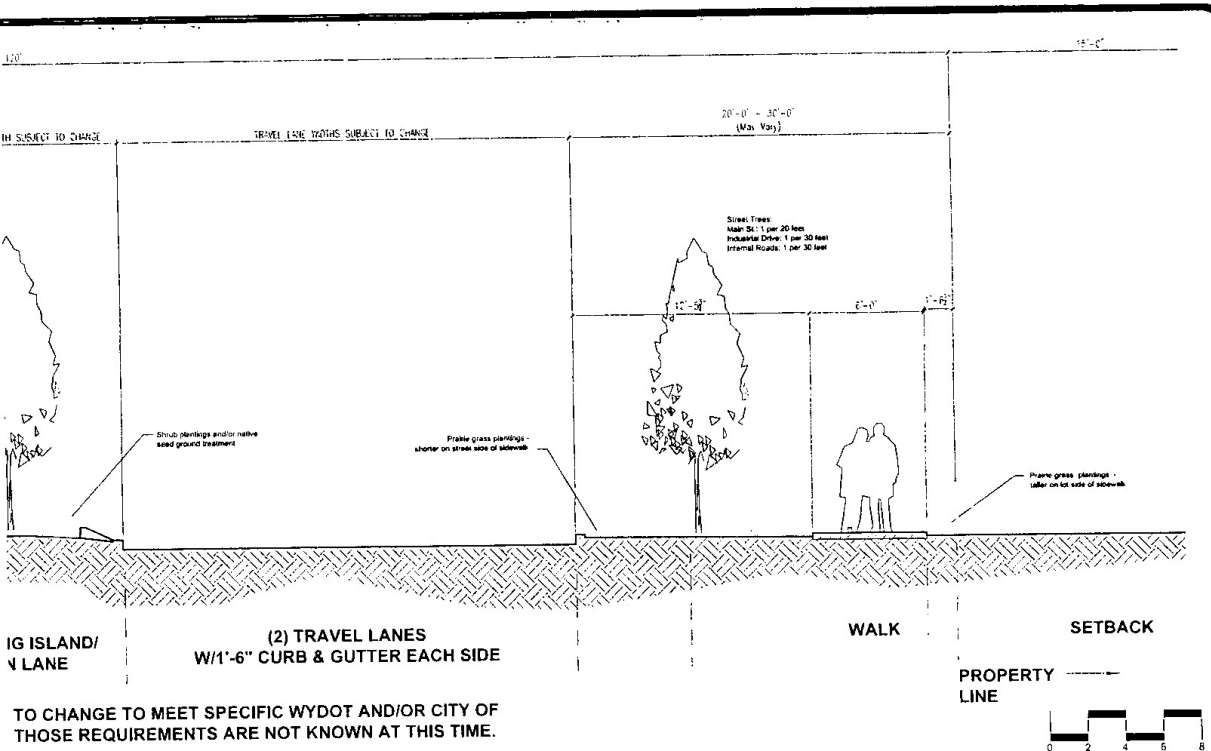 120'
15'-0"
20'-0" - 30'-0"
(May Vary)
TH SUBJECT TO CHANGE
TRAVEL LANE WIDTHS SUBJECT TO CHANGE
Street Trees:
Main St.: 1 per 20 feet
Industrial Drive: 1 per 30 feet
Internal Roads: 1 per 30 feet
6'-0"
Shrub plantings and/or native
seed ground treatment
Prairie grass plantings -
shorter on street side of sidewalk
Prairie grass plantings -
taller on lot side of sidewalk
IG ISLAND/
N LANE
(2) TRAVEL LANES
W/1'-6" CURB & GUTTER EACH SIDE
WALK
SETBACK
PROPERTY
LINE
TO CHANGE TO MEET SPECIFIC WYDOT AND/OR CITY OF
THOSE REQUIREMENTS ARE NOT KNOWN AT THIS TIME.
0 2 4 6 8